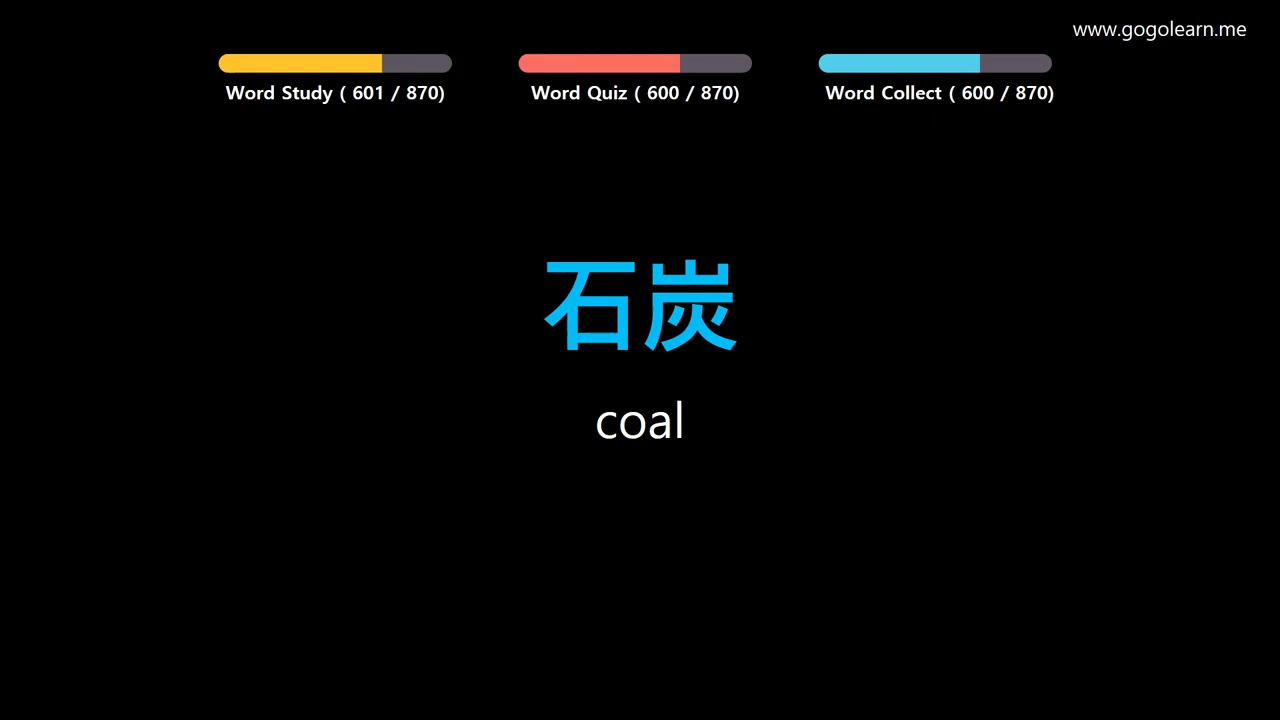 www.gogolearn.me
Word Study ( 601 / 870)
Word Quiz ( 600 / 870)
Word Collect ( 600 / 870)
石炭
coal